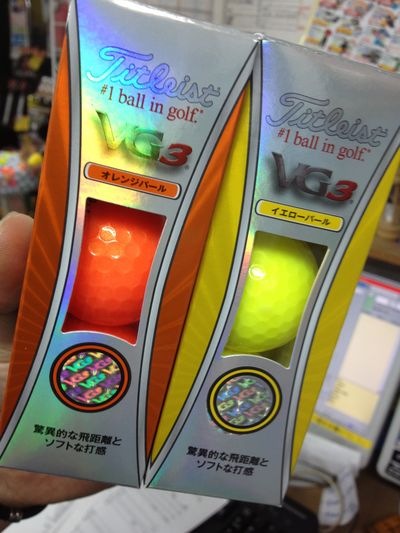 Titleist
#1 ball in golf.
VG3
オレンジパール
驚異的な飛距離と
ソフトな打感
Titleist
#1 ball in golf.
VG3
イエローパール
驚異的な飛距離と
ソフトな打感